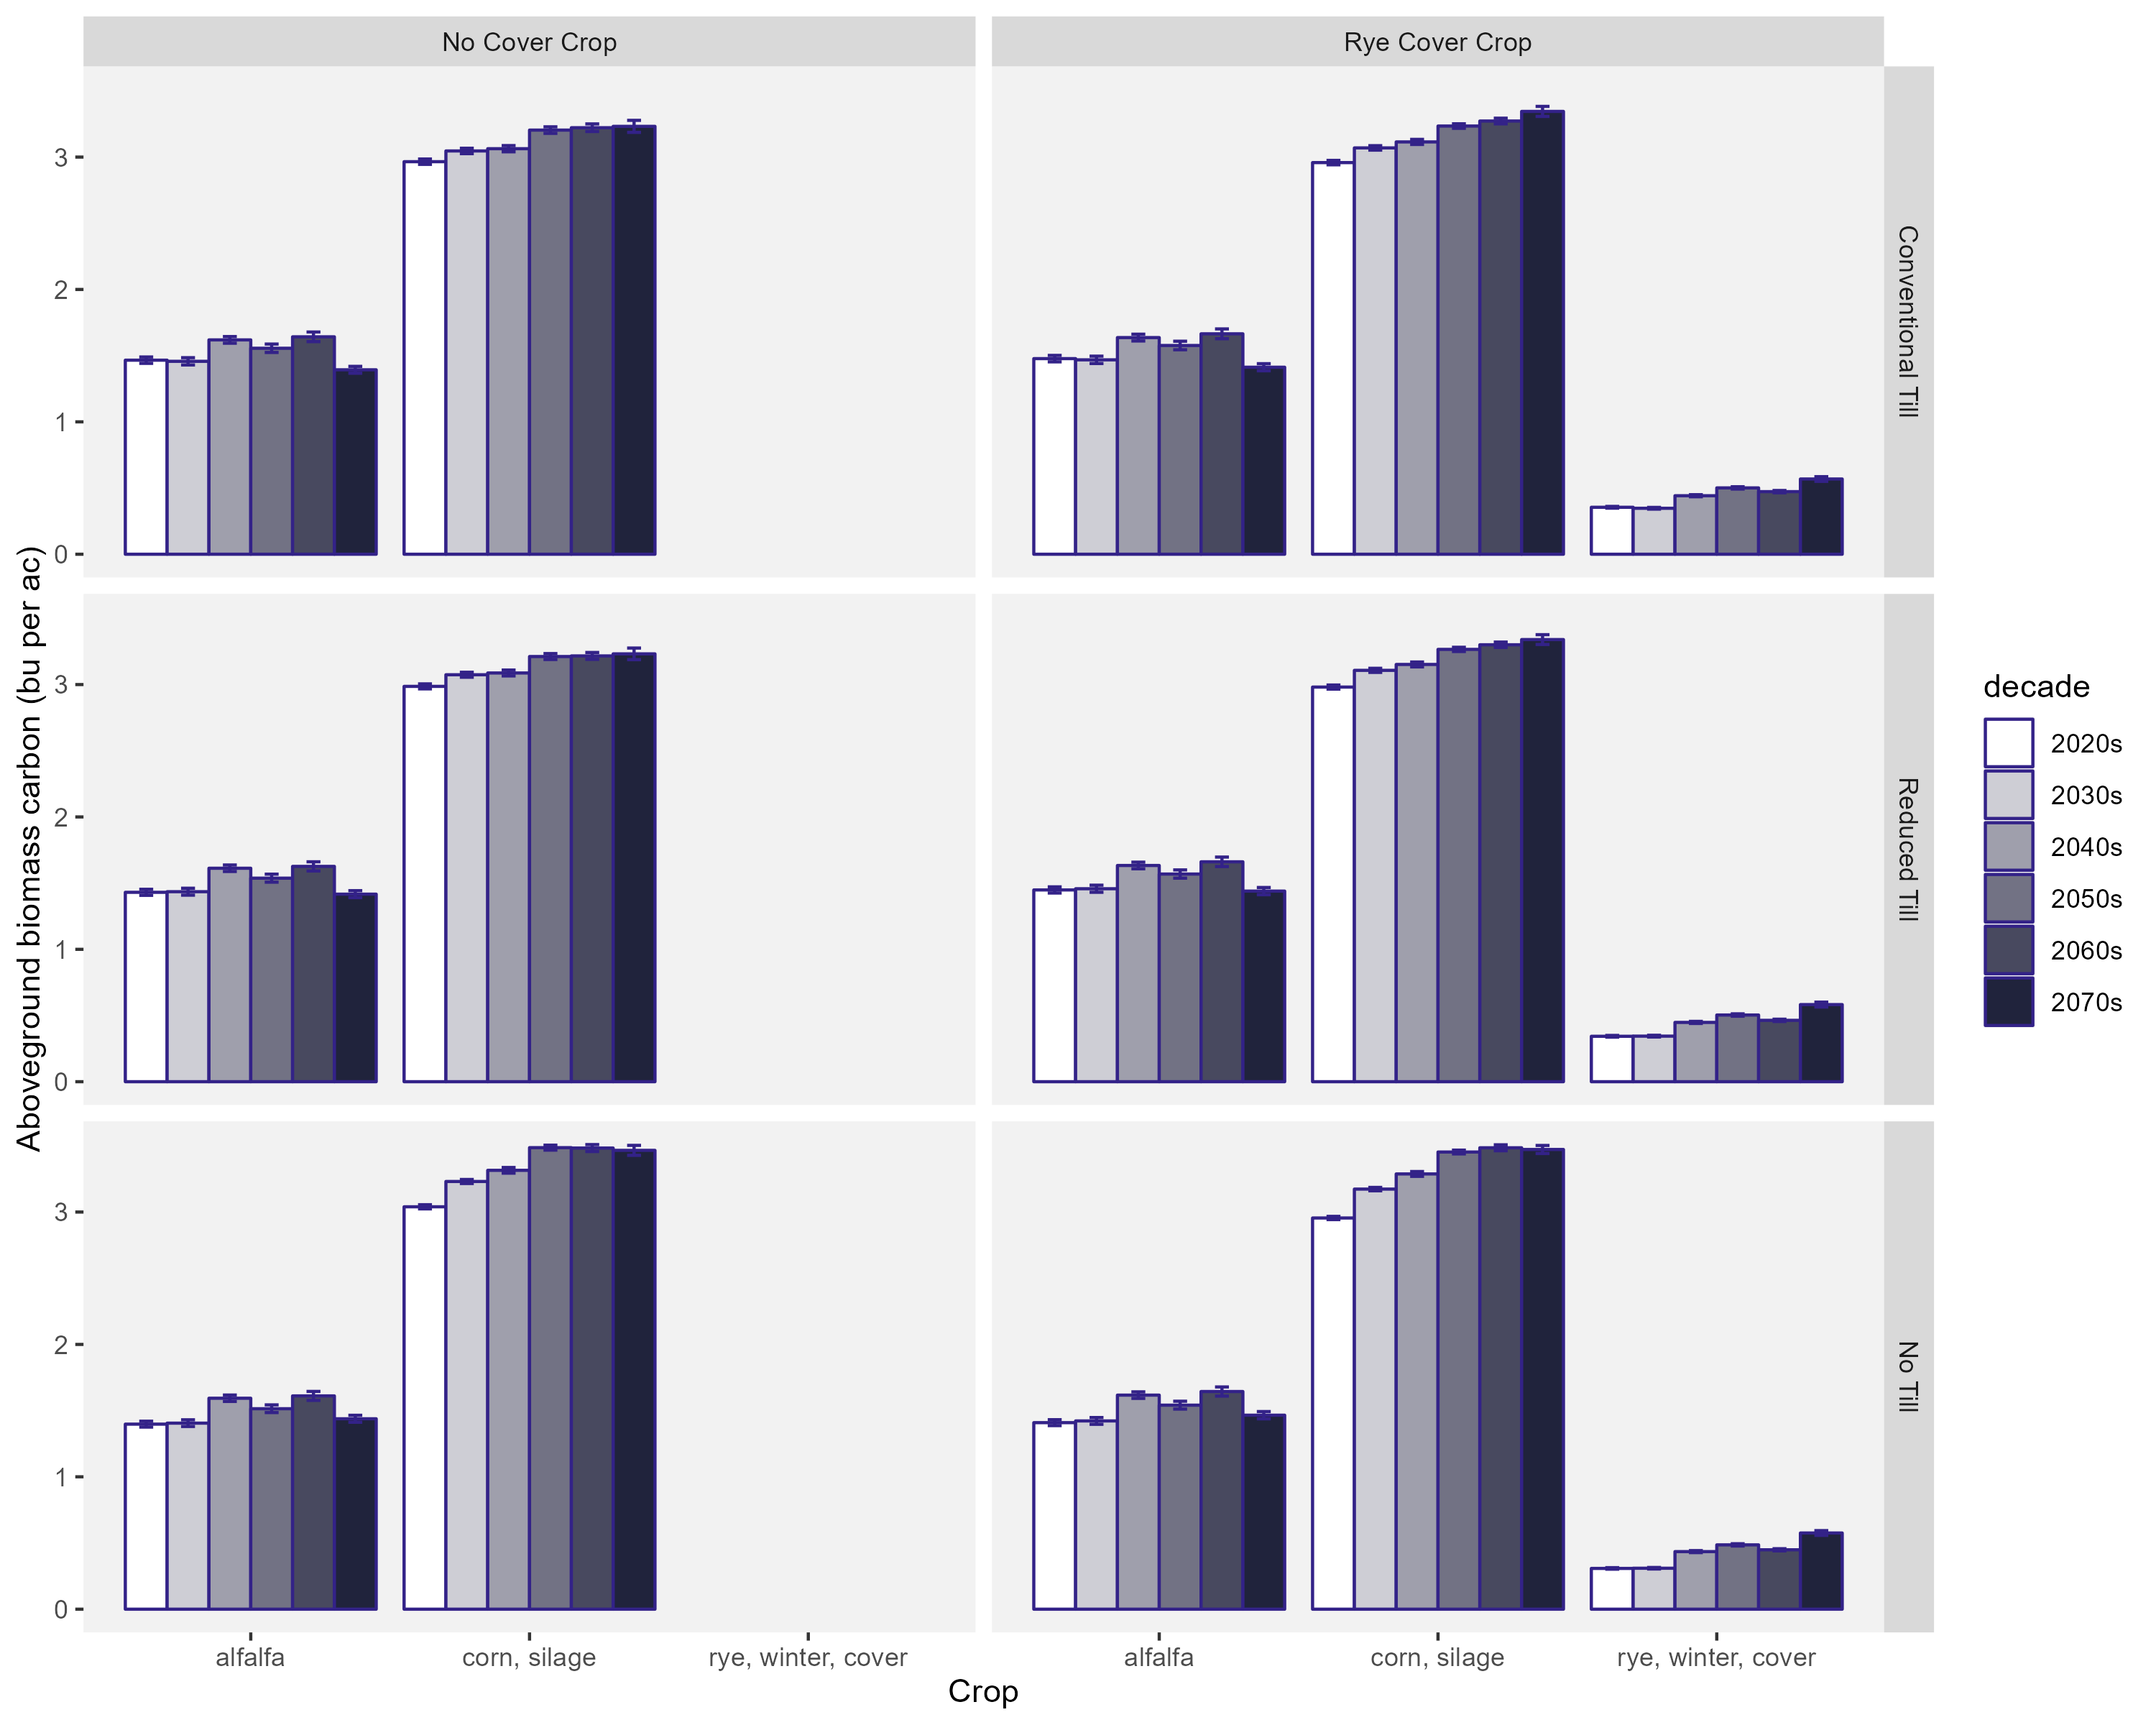 No Cover Crop
Rye Cover Crop
3
2
1
0
Conventional Till
3
2
1
0
Reduced Till
3
2
1
0
No Till
Aboveground biomass carbon (bu per ac)
alfalfa
corn, silage
rye, winter, cover
alfalfa
corn, silage
rye, winter, cover
Crop
decade
2020s
2030s
2040s
2050s
2060s
2070s